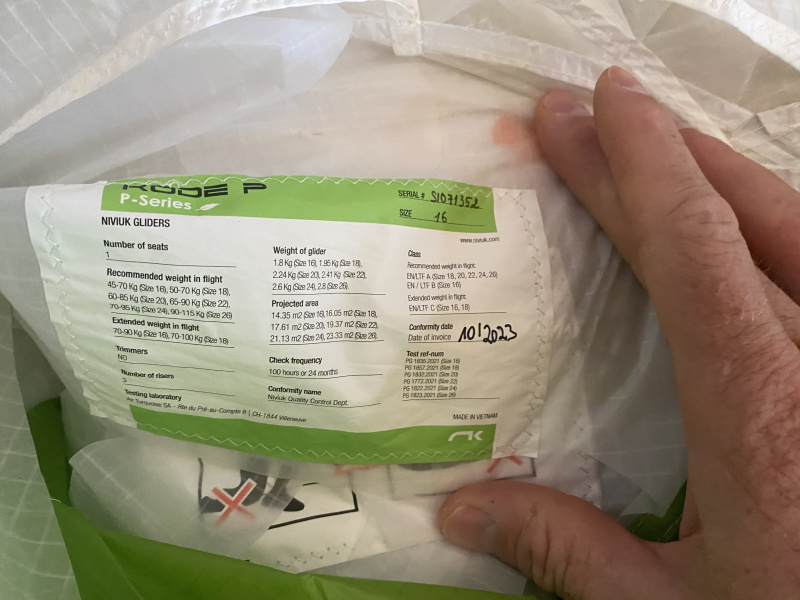 KODE P
P-Series
SERIAL # S1071352
SIZE 16
NIVIUK GLIDERS
www.niviuk.com
Number of seats
1
Recommended weight in flight
45-70 Kg (Size 16), 50-70 Kg (Size 18),
60-85 Kg (Size 20), 65-90 Kg (Size 22),
70-95 Kg (Size 24), 90-115 Kg (Size 26)
Extended weight in flight
70-90 Kg (Size 16), 70-100 Kg (Size 18)
Trimmers
NO
Number of risers
3
Testing laboratory
Air Turquoise SA - Rte du Pré-au-Compte 8 | CH-1844 Villeneuve
Weight of glider
1.8 Kg (Size 16), 1.95 Kg (Size 18),
2.24 Kg (Size 20), 2.41 Kg (Size 22),
2.6 Kg (Size 24), 2.8 (Size 26).
Projected area
14.35 m2 (Size 16), 16.05 m2 (Size 18),
17.61 m2 (Size 20), 19.37 m2 (Size 22),
21.13 m2 (Size 24), 23.33 m2 (Size 26).
Check frequency
100 hours or 24 months
Conformity name
Niviuk Quality Control Dept.
Class
Recommended weight in flight:
EN/LTF A (Size 18, 20, 22, 24, 26)
EN / LTF B (Size 16)
Extended weight in flight:
EN/LTF C (Size 16, 18)
Conformity date
Date of invoice 10/2023
Test ref-num
PG 1835.2021 (Size 16)
PG 1857.2021 (Size 18)
PG 1832.2021 (Size 20)
PG 1772.2021 (Size 22)
PG 1822.2021 (Size 24)
PG 1823.2021 (Size 26)
MADE IN VIETNAM